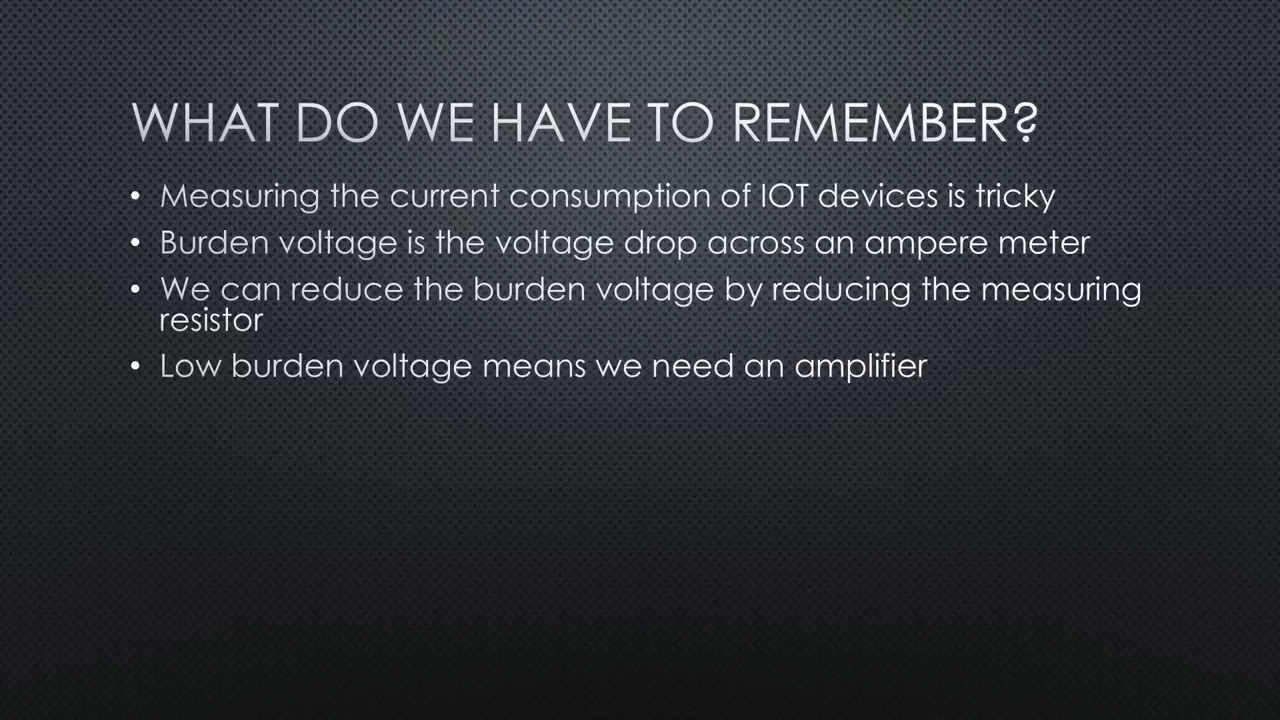 WHAT DO WE HAVE TO REMEMBER?
• Measuring the current consumption of IOT devices is tricky
• Burden voltage is the voltage drop across an ampere meter
• We can reduce the burden voltage by reducing the measuring
resistor
• Low burden voltage means we need an amplifier